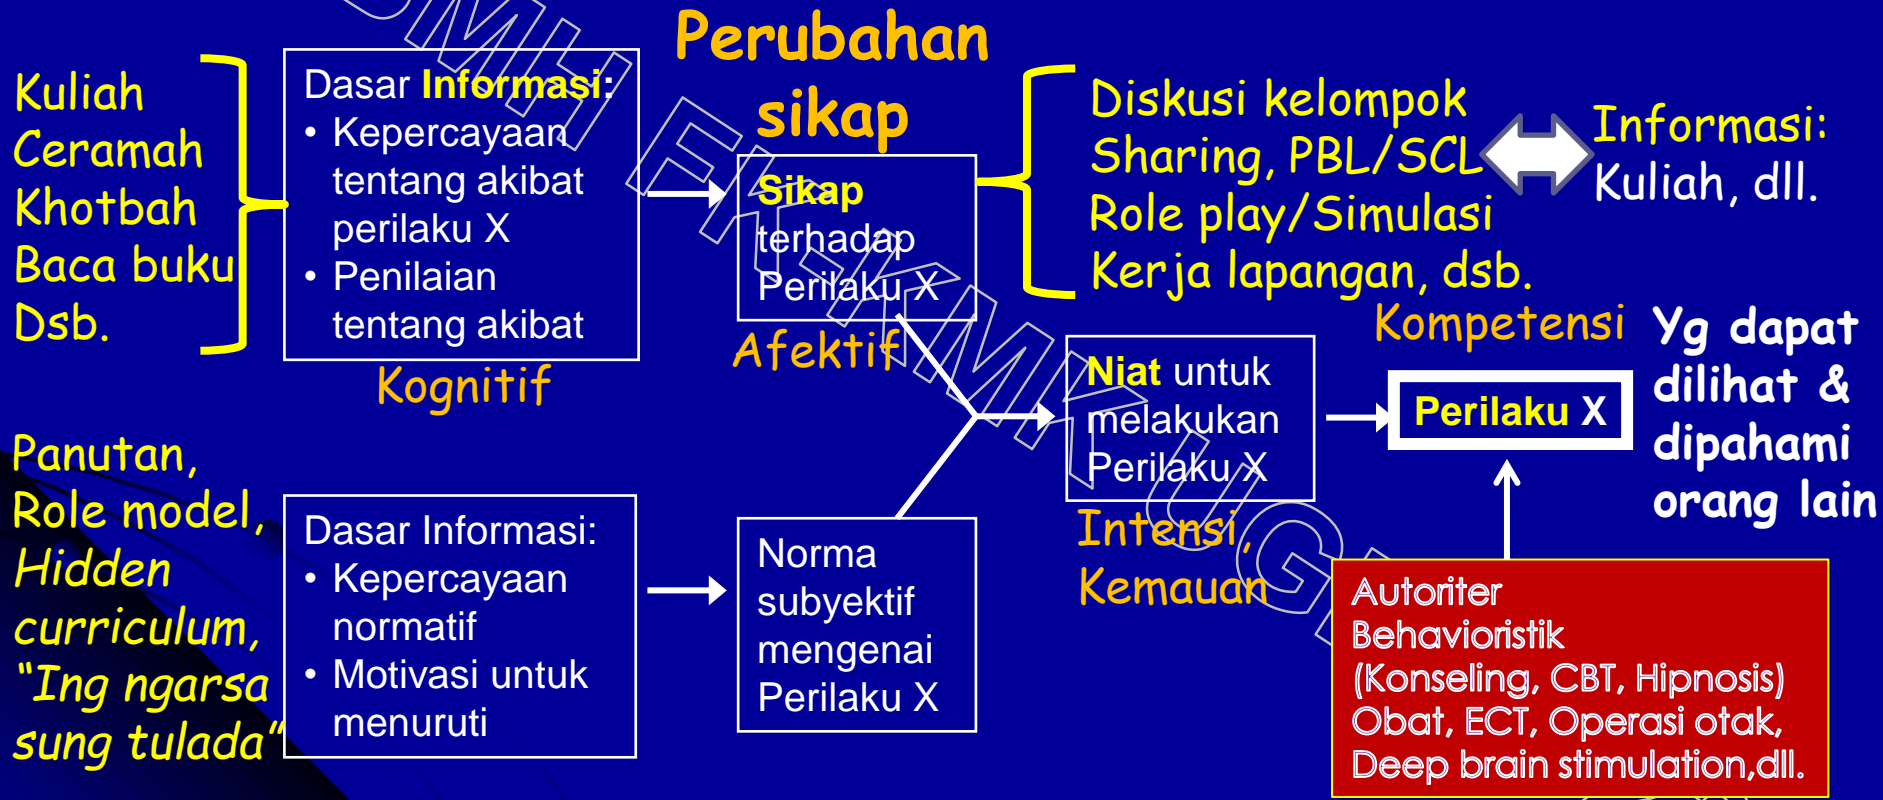 Perubahan
sikap
Kuliah
Ceramah
Khotbah
Baca buku
Dsb.
Dasar Informasi:
• Kepercayaan
tentang akibat
perilaku X
• Penilaian
tentang akibat
Kognitif
Sikap
terhadap
Perilaku X
Afektif
Diskusi kelompok
Sharing, PBL/SCL
Role play/Simulasi
Kerja lapangan, dsb.
Informasi:
Kuliah, dll.
Panutan,
Role model,
Hidden
curriculum,
“Ing ngarsa
sung tulada”
Dasar Informasi:
• Kepercayaan
normatif
• Motivasi untuk
menuruti
Norma
subyektif
mengenai
Perilaku X
Niat untuk
melakukan
Perilaku X
Intensi,
Kemauan
Kompetensi
Perilaku X
Yg dapat
dilihat &
dipahami
orang lain
Autoriter
Behavioristik
(Konseling, CBT, Hipnosis)
Obat, ECT, Operasi otak,
Deep brain stimulation,dll.